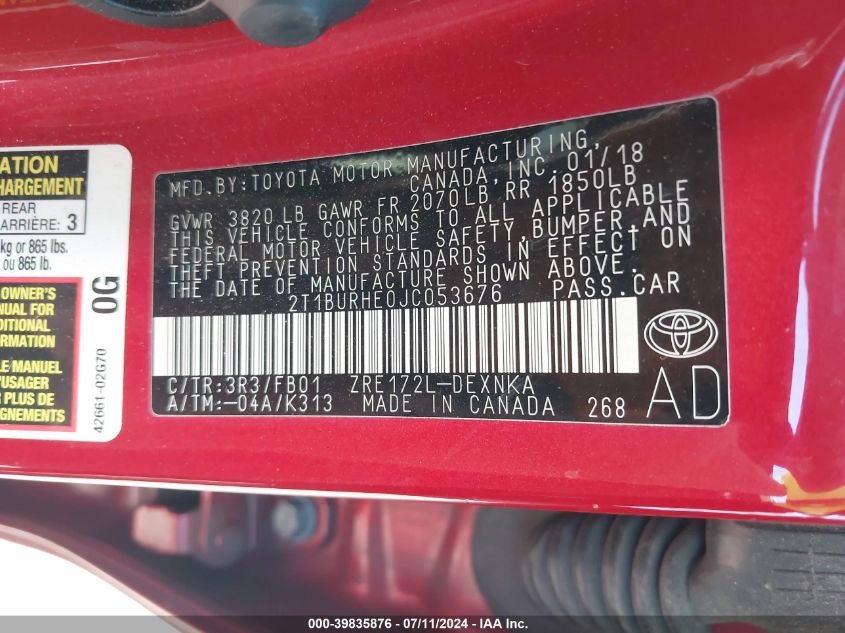 ATION
HARGEMENT
REAR
ARRIÈRE: 3
kg or 865 lbs.
ou 865 lb.
OWNER'S
NUAL FOR
DITIONAL
ORMATION
LE MANUEL
'USAGER
PLUS DE
SEIGNEMENTS
0G
42661-02G70
MFD. BY: TOYOTA MOTOR MANUFACTURING,
CANADA, INC. 01/18
GVWR 3820 LB GAWR FR 2070LB, RR 1850LB
THIS VEHICLE CONFORMS TO ALL APPLICABLE
FEDERAL MOTOR VEHICLE SAFETY, BUMPER, AND
THEFT PREVENTION STANDARDS IN EFFECT ON
THE DATE OF MANUFACTURE SHOWN ABOVE.
2T1BURHE0JC053676 PASS.CAR
C/TR:3R3/FB01 ZRE172L-DEXNKA
A/TM:-04A/K313 MADE IN CANADA 268
AD
000-39835876 / 07/11/2024 - IAA Inc.